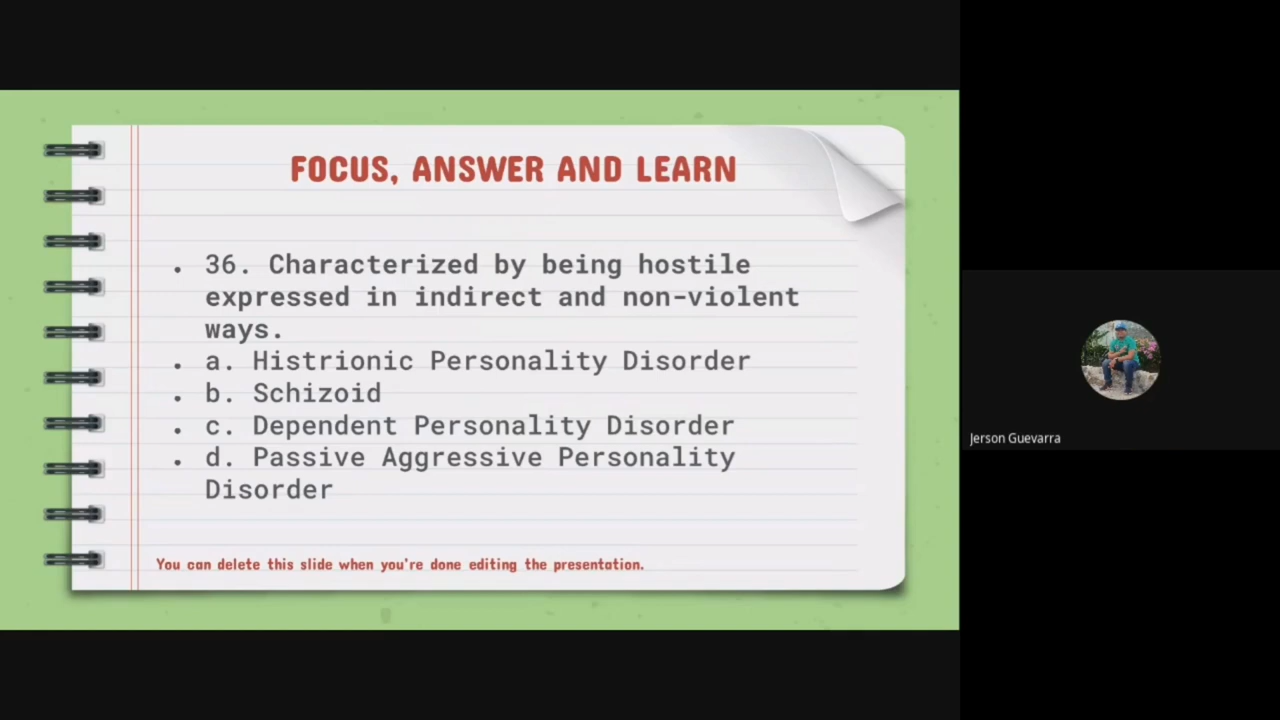 FOCUS, ANSWER AND LEARN
• 36. Characterized by being hostile
expressed in indirect and non-violent
ways.
• a. Histrionic Personality Disorder
• b. Schizoid
• c. Dependent Personality Disorder
• d. Passive Aggressive Personality
Disorder
You can delete this slide when you're done editing the presentation.
Jerson Guevarra